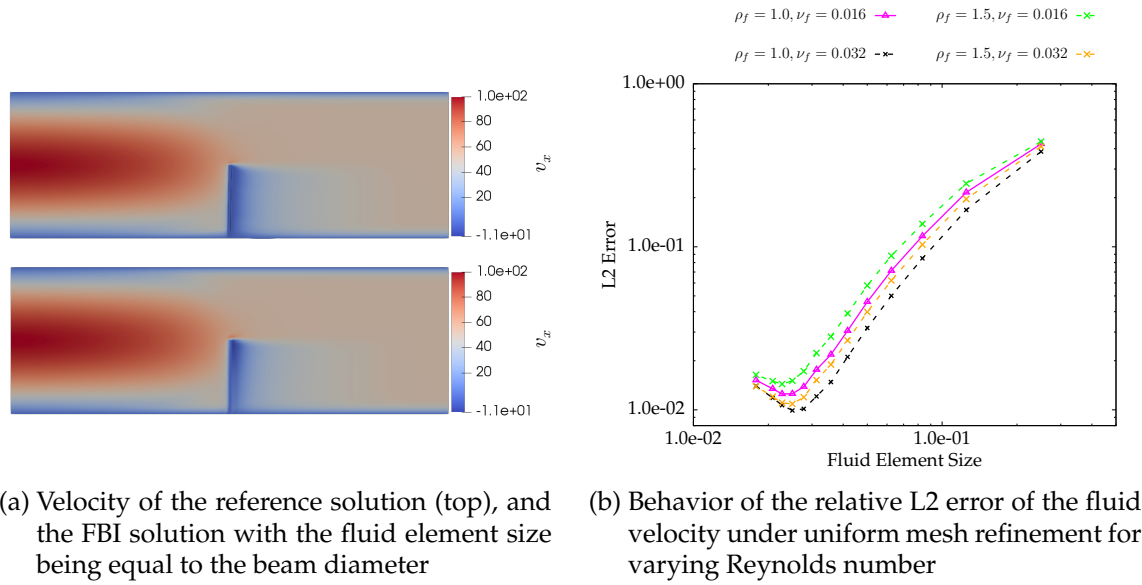 1.0e+02
80
60
40
20
-1.1e+01
v_x
1.0e+02
80
60
40
20
-1.1e+01
v_x
(a) Velocity of the reference solution (top), and
the FBI solution with the fluid element size
being equal to the beam diameter
ρ_f = 1.0, ν_f = 0.016
ρ_f = 1.5, ν_f = 0.016
ρ_f = 1.0, ν_f = 0.032
ρ_f = 1.5, ν_f = 0.032
1.0e+00
1.0e-01
1.0e-02
L2 Error
1.0e-02
1.0e-01
Fluid Element Size
(b) Behavior of the relative L2 error of the fluid
velocity under uniform mesh refinement for
varying Reynolds number